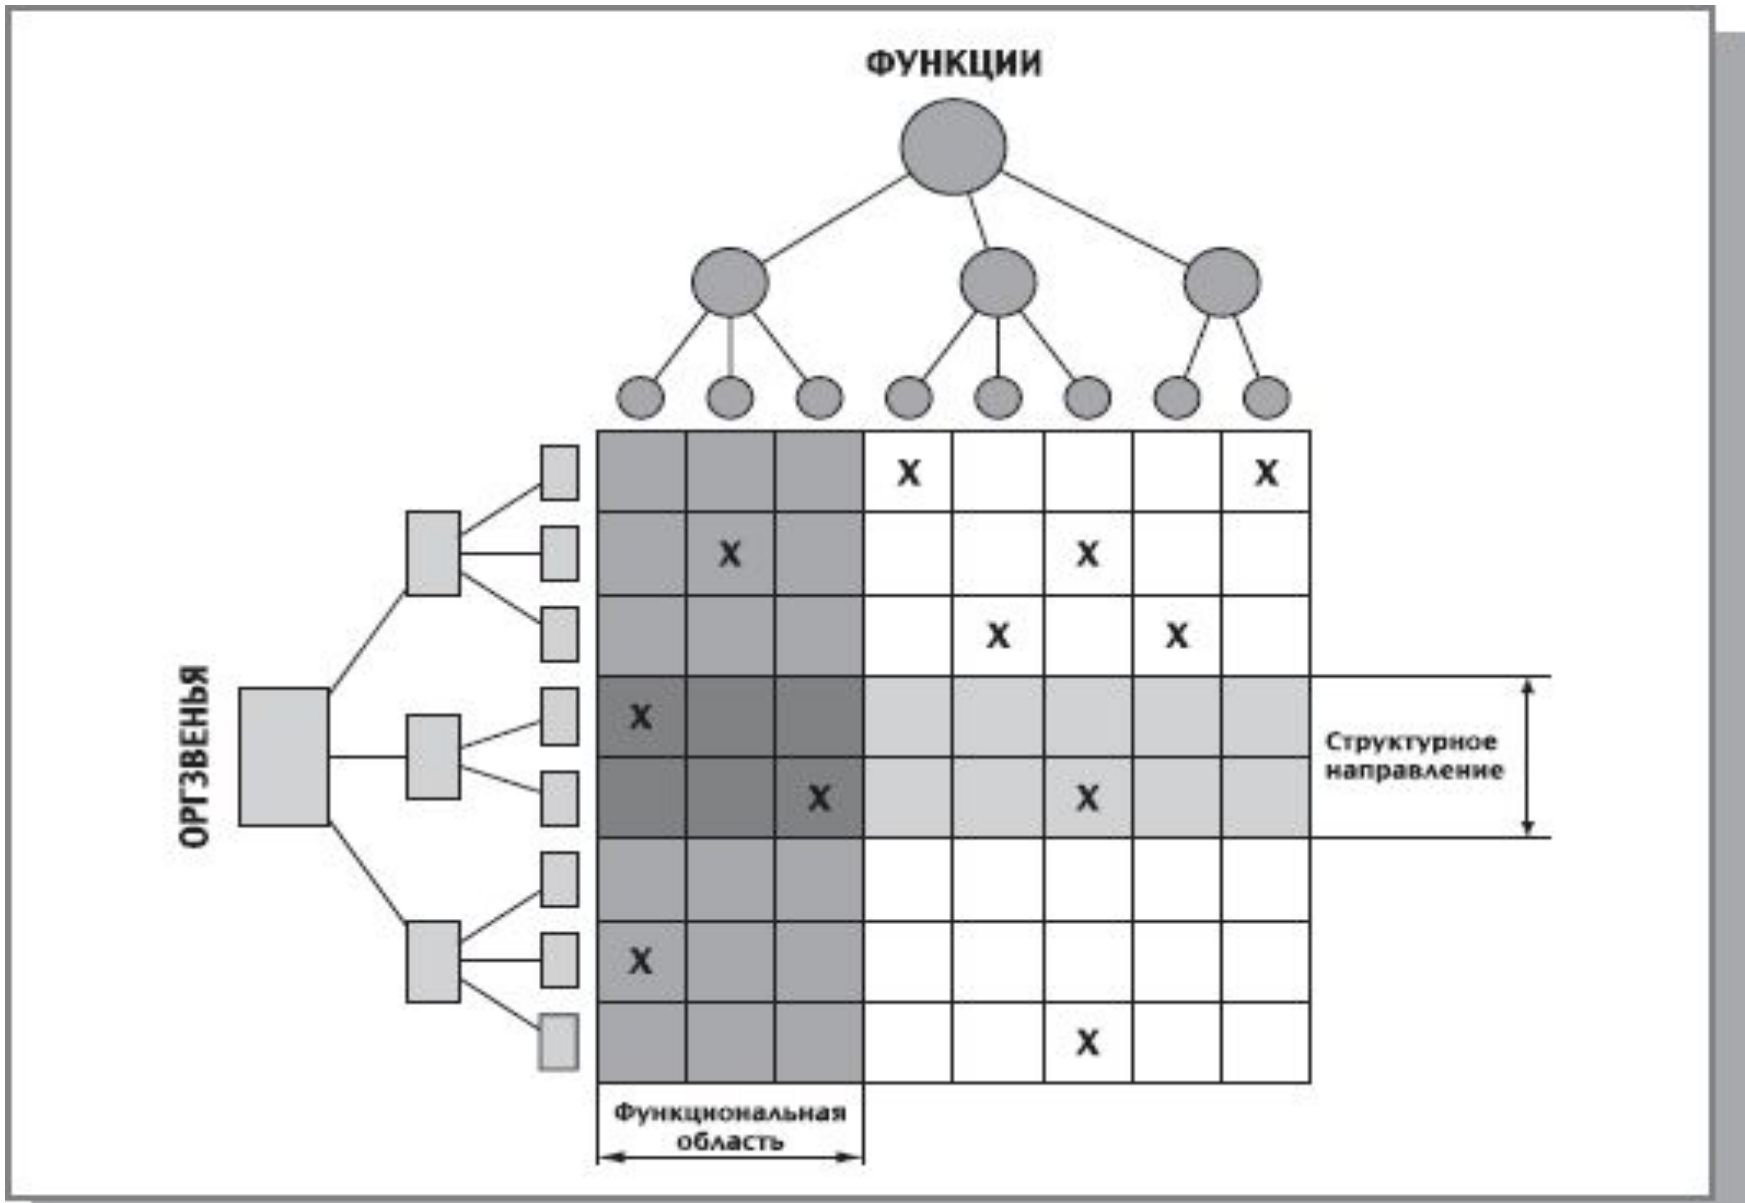 ФУНКЦИИ
X X
X X
X X
X
X X
X
X
ОРГЗВЕНЬЯ
Структурное
направление
Функциональная
область